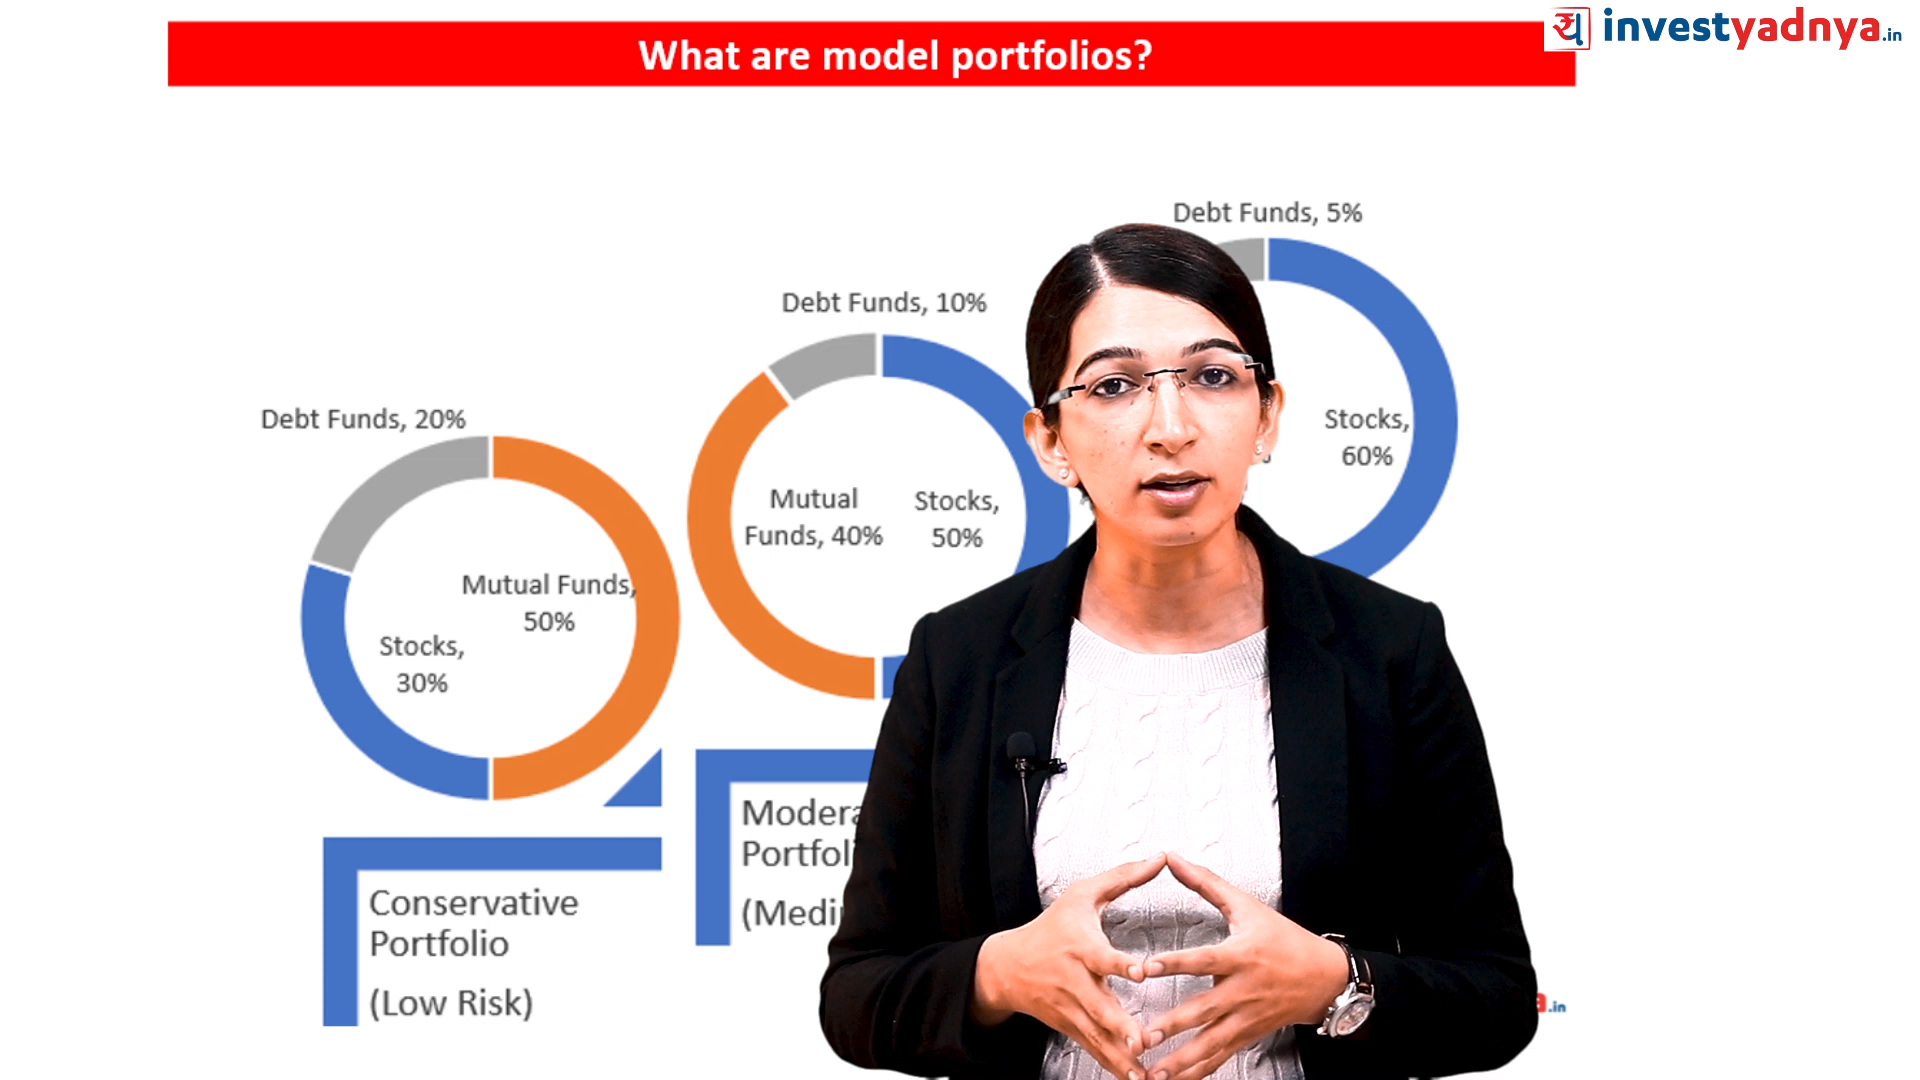 What are model portfolios?
investyadnya.in
Debt Funds, 5%
Stocks,
60%
Debt Funds, 10%
Mutual
Funds, 40%
Stocks,
50%
Debt Funds, 20%
Mutual Funds,
50%
Stocks,
30%
Conservative
Portfolio
(Low Risk)
.in